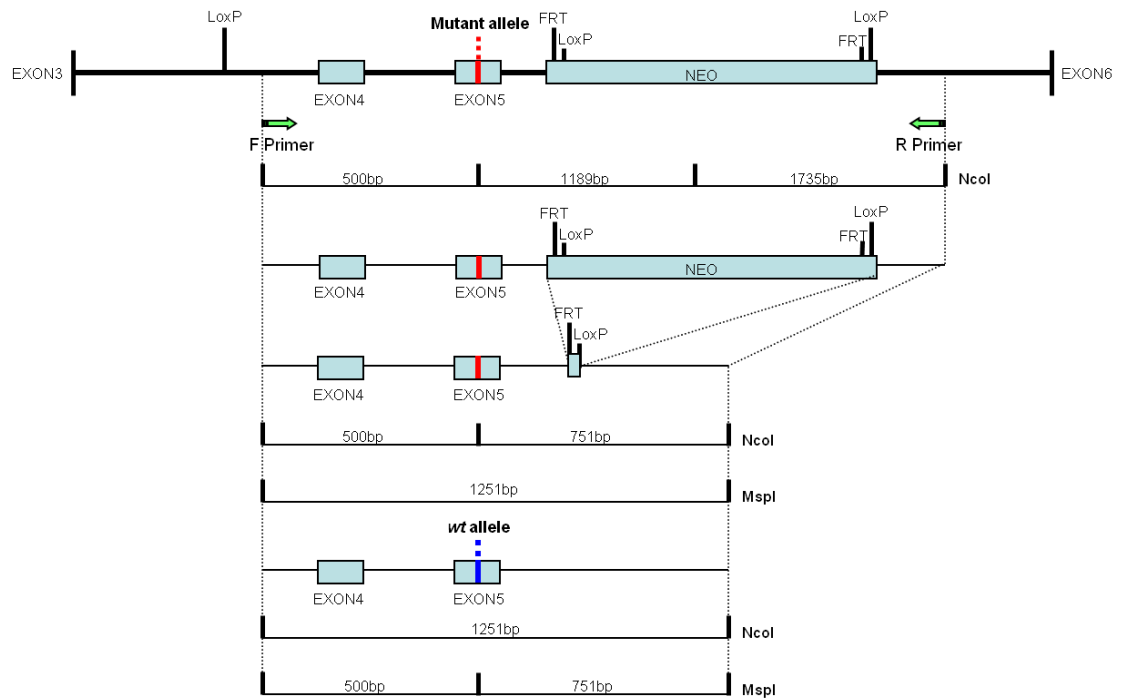 LoxP
Mutant allele
FRT
LoxP
LoxP
FRT
EXON3
NEO
EXON6
EXON4
EXON5
F Primer
R Primer
500bp
1189bp
1735bp
NcoI
FRT
LoxP
LoxP
FRT
NEO
EXON4
EXON5
FRT
LoxP
EXON4
EXON5
500bp
751bp
NcoI
1251bp
MspI
wt allele
EXON4
EXON5
1251bp
NcoI
500bp
751bp
MspI